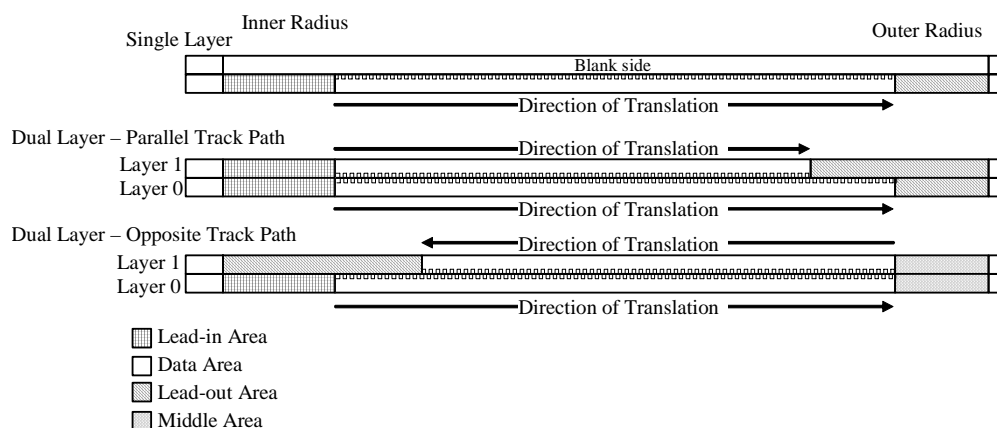 Inner Radius
Outer Radius
Single Layer
Blank side
Direction of Translation
Dual Layer – Parallel Track Path
Direction of Translation
Layer 1
Layer 0
Direction of Translation
Dual Layer – Opposite Track Path
Direction of Translation
Layer 1
Layer 0
Direction of Translation
Lead-in Area
Data Area
Lead-out Area
Middle Area